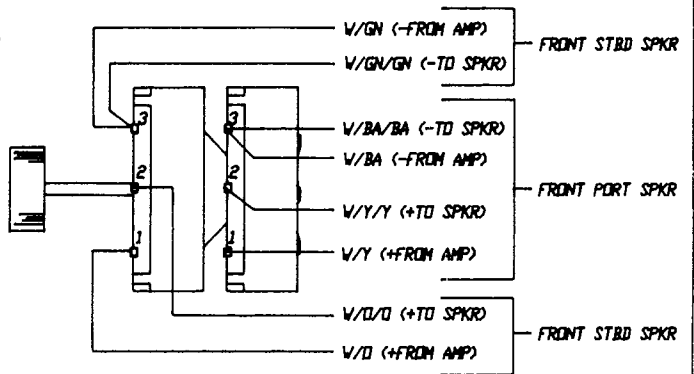 W/GN (-FROM AMP)
W/GN/GN (-TO SPKR)
FRONT STBD SPKR
3
3
W/BA/BA (-TO SPKR)
W/BA (-FROM AMP)
2
2
W/Y/Y (+TO SPKR)
FRONT PORT SPKR
1
1
W/Y (+FROM AMP)
W/O/O (+TO SPKR)
FRONT STBD SPKR
W/O (+FROM AMP)